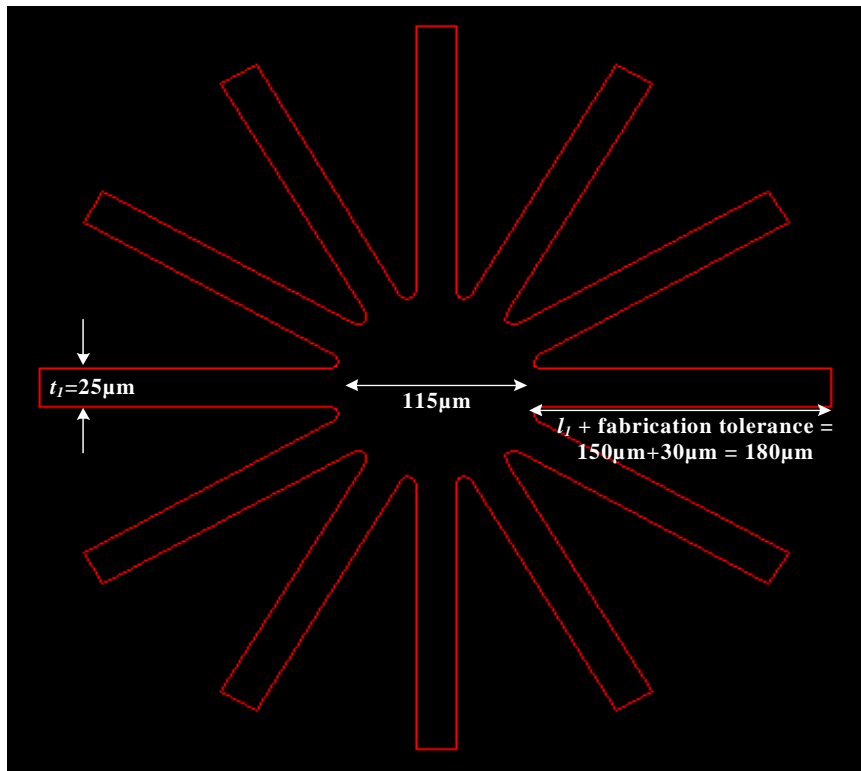 t₁=25µm
115µm
l₁ + fabrication tolerance =
150µm+30µm = 180µm